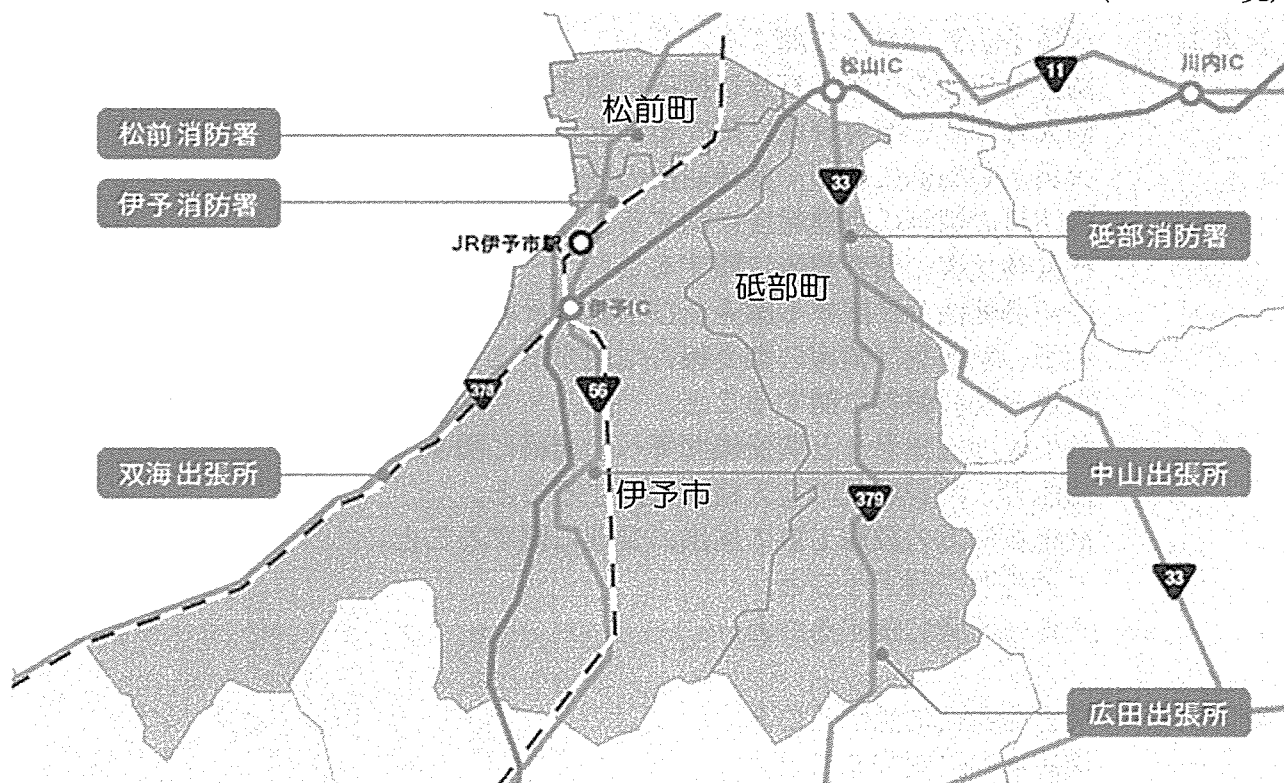 松山IC
11
川内IC
松前町
松前消防署
33
伊予消防署
砥部消防署
JR伊予市駅
砥部町
伊予IC
378
56
双海出張所
中山出張所
伊予市
379
33
広田出張所